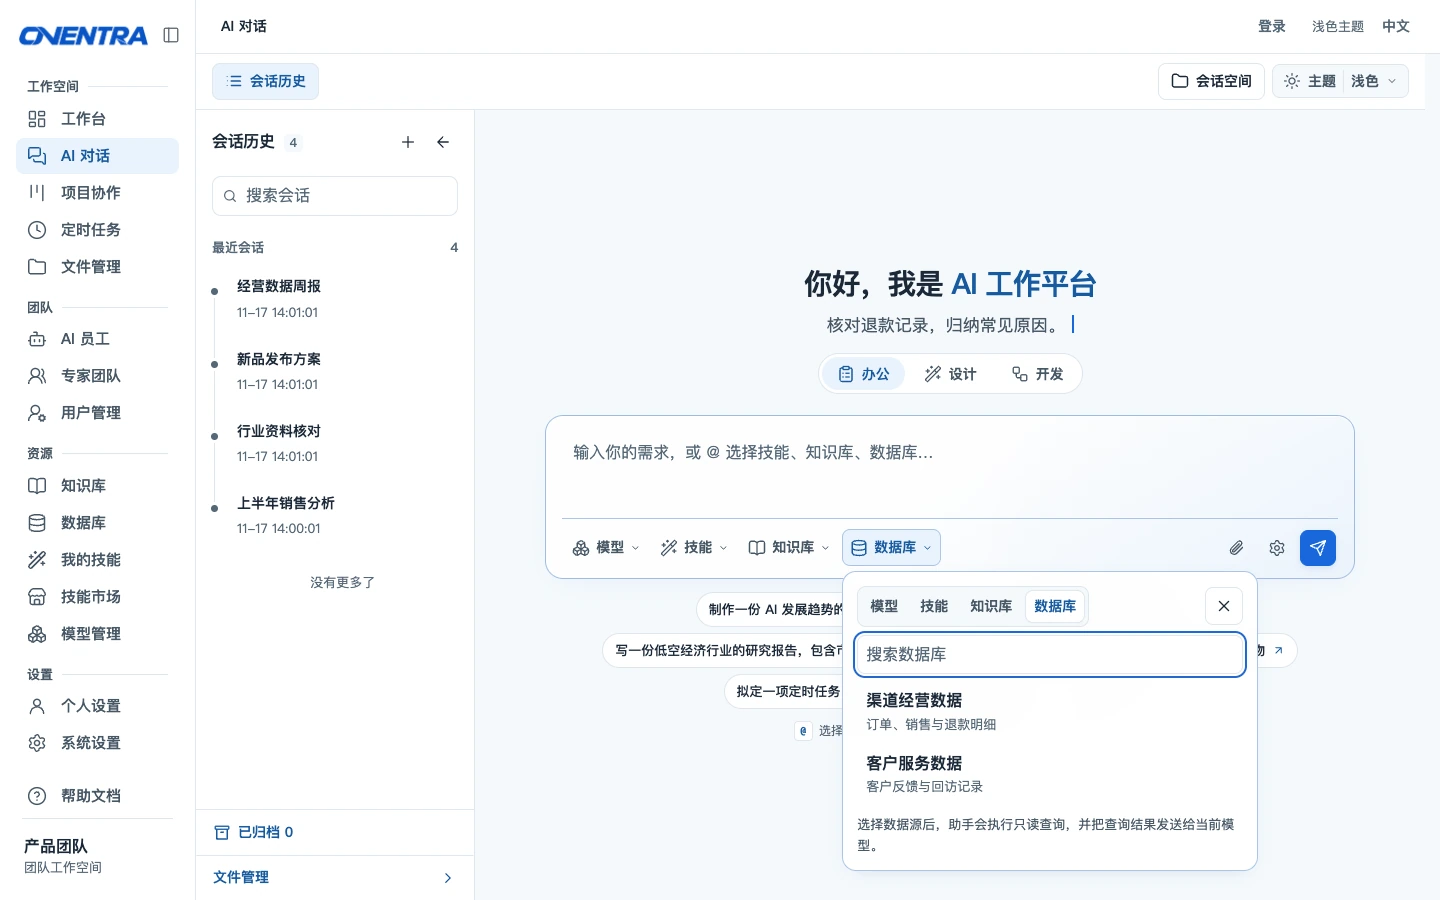 ONENTRA
工作空间
工作台
AI 对话
项目协作
定时任务
文件管理
团队
AI 员工
专家团队
用户管理
资源
知识库
数据库
我的技能
技能市场
模型管理
设置
个人设置
系统设置
帮助文档
产品团队
团队工作空间
AI 对话
登录
浅色主题
中文
会话历史
会话空间
主题
浅色
会话历史 4
搜索会话
最近会话 4
经营数据周报
11-17 14:01:01
新品发布方案
11-17 14:01:01
行业资料核对
11-17 14:01:01
上半年销售分析
11-17 14:00:01
没有更多了
已归档 0
文件管理
你好，我是 AI 工作平台
核对退款记录，归纳常见原因。
办公
设计
开发
输入你的需求，或 @ 选择技能、知识库、数据库...
模型
技能
知识库
数据库
制作一份 AI 发展趋势的
写一份低空经济行业的研究报告，包含市
物
拟定一项定时任务
@ 选择
模型
技能
知识库
数据库
搜索数据库
渠道经营数据
订单、销售与退款明细
客户服务数据
客户反馈与回访记录
选择数据源后，助手会执行只读查询，并把查询结果发送给当前模
型。